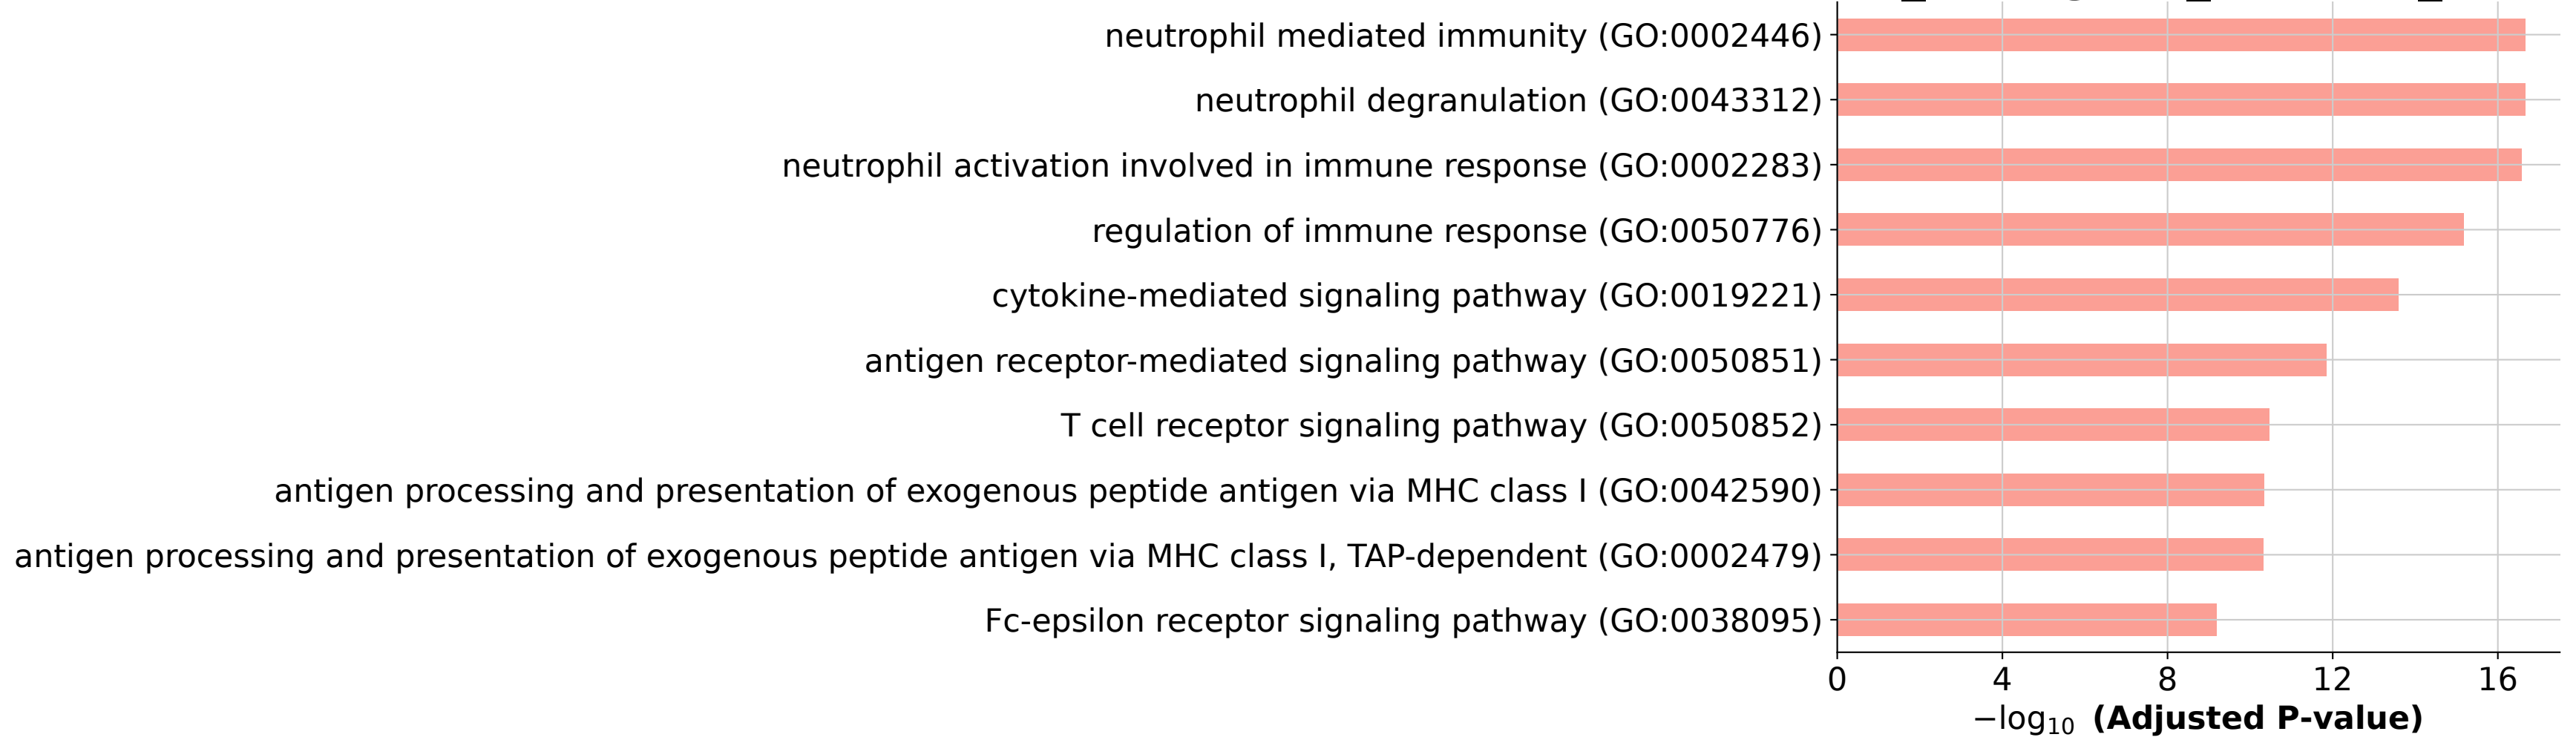 neutrophil mediated immunity (GO:0002446)
neutrophil degranulation (GO:0043312)
neutrophil activation involved in immune response (GO:0002283)
regulation of immune response (GO:0050776)
cytokine-mediated signaling pathway (GO:0019221)
antigen receptor-mediated signaling pathway (GO:0050851)
T cell receptor signaling pathway (GO:0050852)
antigen processing and presentation of exogenous peptide antigen via MHC class I (GO:0042590)
antigen processing and presentation of exogenous peptide antigen via MHC class I, TAP-dependent (GO:0002479)
Fc-epsilon receptor signaling pathway (GO:0038095)
0 4 8 12 16
−log₁₀ (Adjusted P-value)